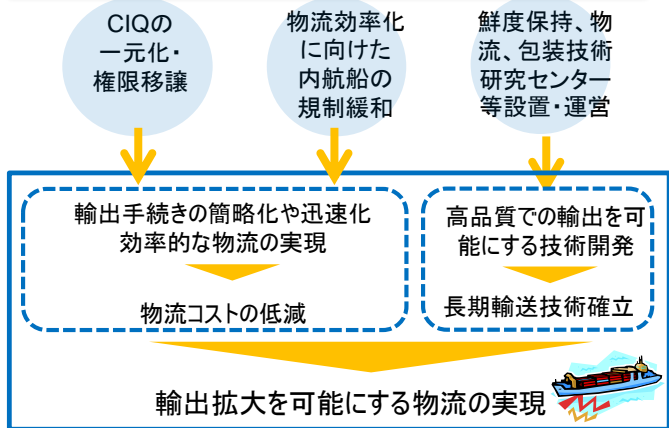 CIQの
一元化・
権限移譲
物流効率化
に向けた
内航船の
規制緩和
鮮度保持、物
流、包装技術
研究センター
等設置・運営
輸出手続きの簡略化や迅速化
効率的な物流の実現
物流コストの低減
高品質での輸出を可
能にする技術開発
長期輸送技術確立
輸出拡大を可能にする物流の実現